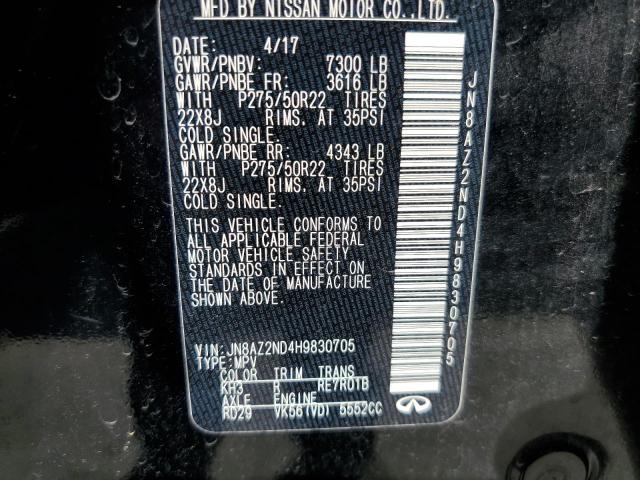 MFD BY NISSAN MOTOR CO.,LTD.
DATE: 4/17
GVWR/PNBV: 7300 LB
GAWR/PNBE FR: 3616 LB
WITH P275/50R22 TIRES
22X8J RIMS. AT 35PSI
COLD SINGLE.
GAWR/PNBE RR: 4343 LB
WITH P275/50R22 TIRES
22X8J RIMS. AT 35PSI
COLD SINGLE.
THIS VEHICLE CONFORMS TO
ALL APPLICABLE FEDERAL
MOTOR VEHICLE SAFETY
STANDARDS IN EFFECT ON
THE DATE OF MANUFACTURE
SHOWN ABOVE.
VIN: JN8AZ2ND4H9830705
TYPE: MPV
COLOR TRIM TRANS
KH3 B RE7R01B
AXLE ENGINE
RD29 VK56(VD) 5552CC
JN8AZ2ND4H9830705